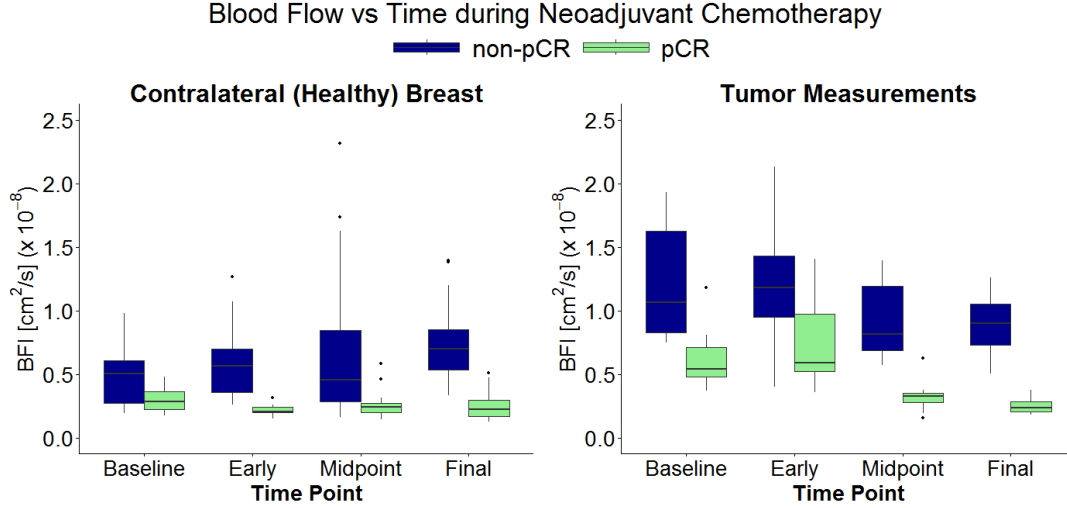 Blood Flow vs Time during Neoadjuvant Chemotherapy
non-pCR pCR
Contralateral (Healthy) Breast
2.5
2.0
1.5
1.0
0.5
0.0
BFI [cm²/s] (x 10⁻⁸)
Baseline Early Midpoint Final
Time Point
Tumor Measurements
2.5
2.0
1.5
1.0
0.5
0.0
BFI [cm²/s] (x 10⁻⁸)
Baseline Early Midpoint Final
Time Point